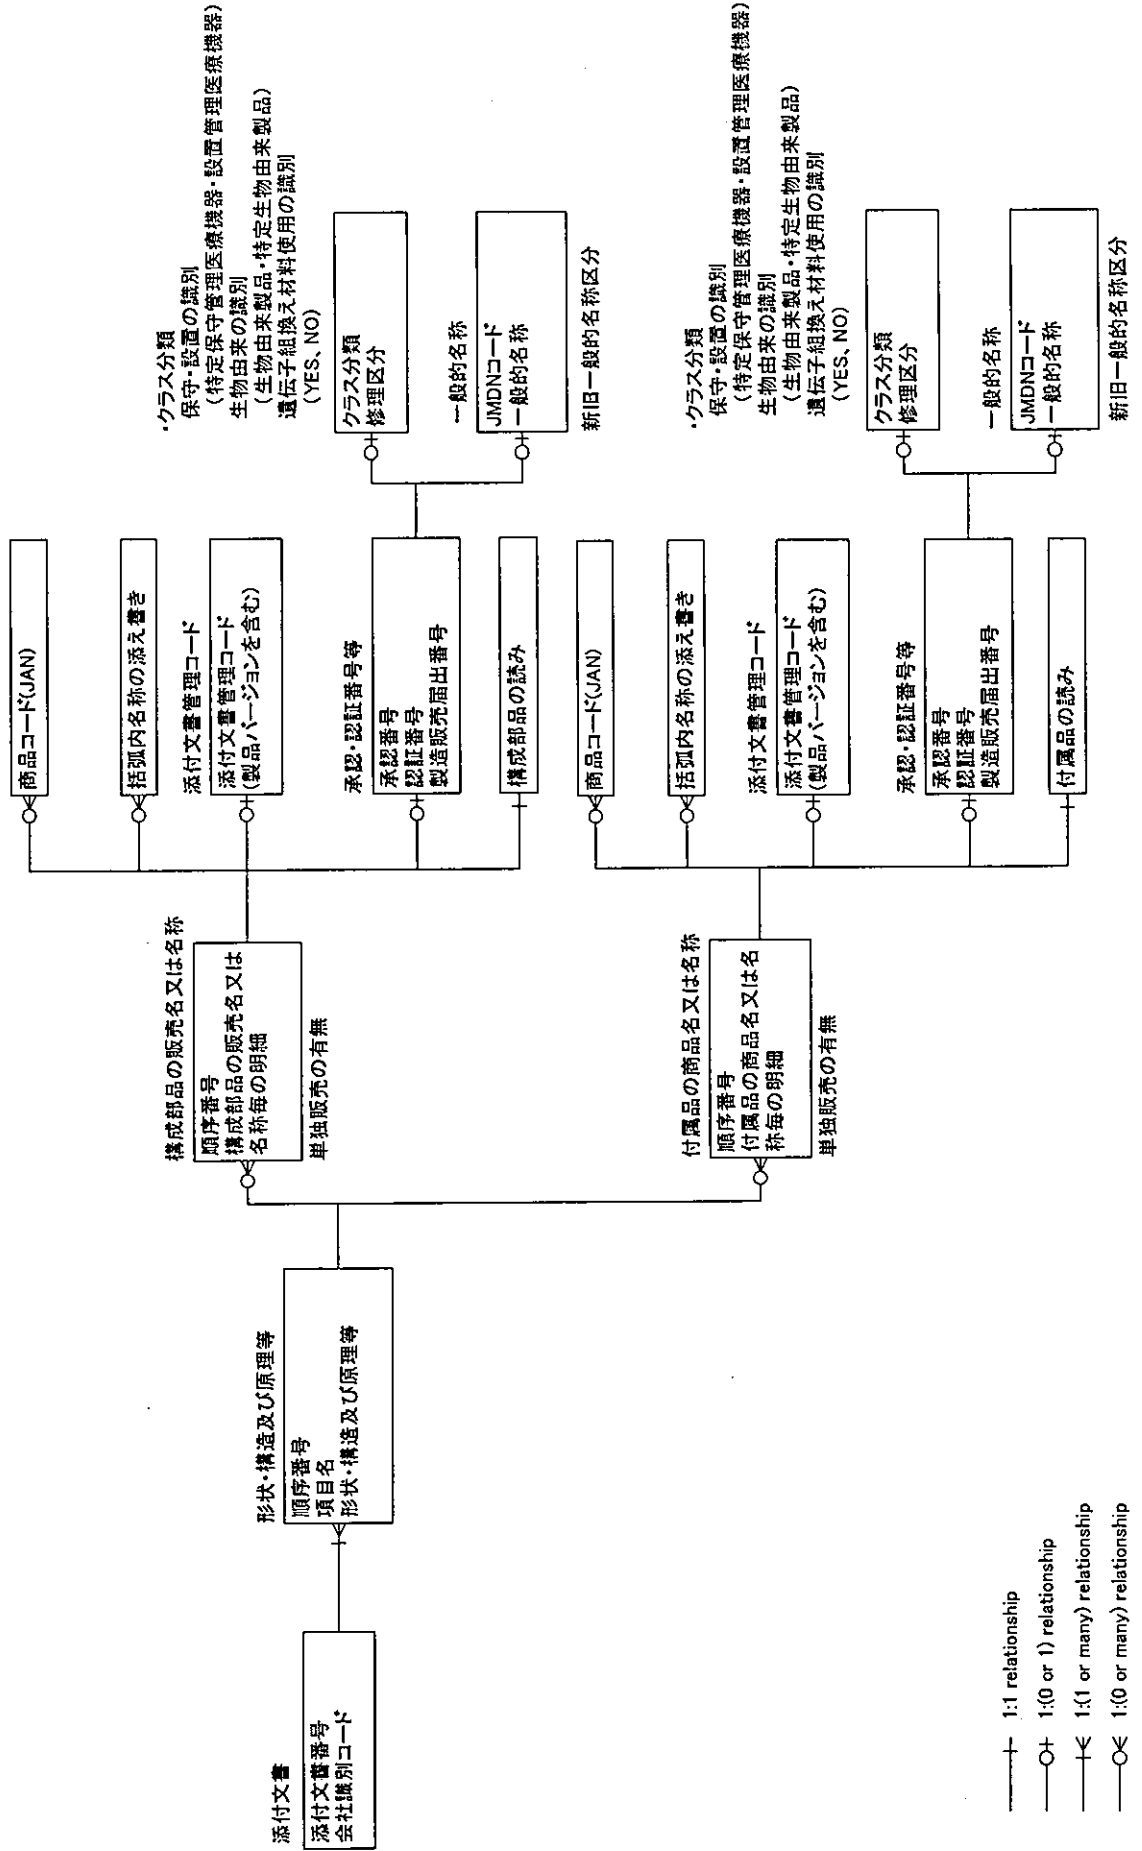 添付文書
添付文書番号
会社識別コード
形状・構造及び原理等
順序番号
項目名
形状・構造及び原理等
構成部品の販売名又は名称
順序番号
構成部品の販売名又は
名称毎の明細
単独販売の有無
商品コード(JAN)
括弧内名称の添え書き
添付文書管理コード
添付文書管理コード
(製品バージョンを含む)
承認・認証番号等
承認番号
認証番号
製造販売届出番号
構成部品の読み
・クラス分類
保守・設置の識別
(特定保守管理医療機器・設置管理医療機器)
生物由来の識別
(生物由来製品・特定生物由来製品)
遺伝子組換え材料使用の識別
(YES、NO)
クラス分類
修理区分
一般的名称
JMDNコード
一般的名称
新旧一般的名称区分
付属品の商品名又は名称
順序番号
付属品の商品名又は名
称毎の明細
単独販売の有無
商品コード(JAN)
括弧内名称の添え書き
添付文書管理コード
添付文書管理コード
(製品バージョンを含む)
承認・認証番号等
承認番号
認証番号
製造販売届出番号
付属品の読み
・クラス分類
保守・設置の識別
(特定保守管理医療機器・設置管理医療機器)
生物由来の識別
(生物由来製品・特定生物由来製品)
遺伝子組換え材料使用の識別
(YES、NO)
クラス分類
修理区分
一般的名称
JMDNコード
一般的名称
新旧一般的名称区分
1:1 relationship
1:(0 or 1) relationship
1:(1 or many) relationship
1:(0 or many) relationship